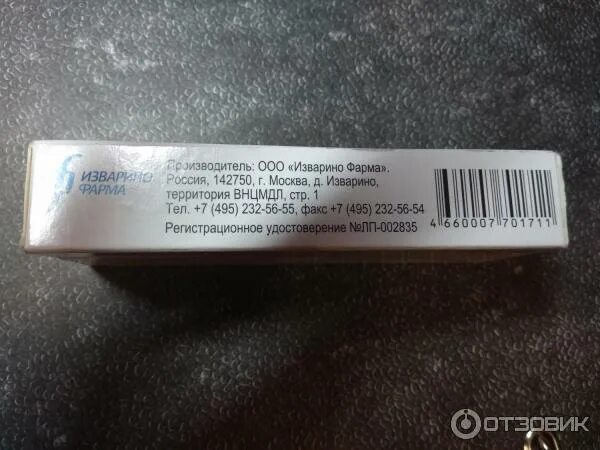 ИЗВАРИНО
ФАРМА
Производитель: ООО «Изварино Фарма».
Россия, 142750, г. Москва, д. Изварино,
территория ВНЦМДЛ, стр. 1
Тел. +7 (495) 232-56-55, факс +7 (495) 232-56-54
Регистрационное удостоверение №ЛП-002835
4 660007 701711
ОТЗОВИК